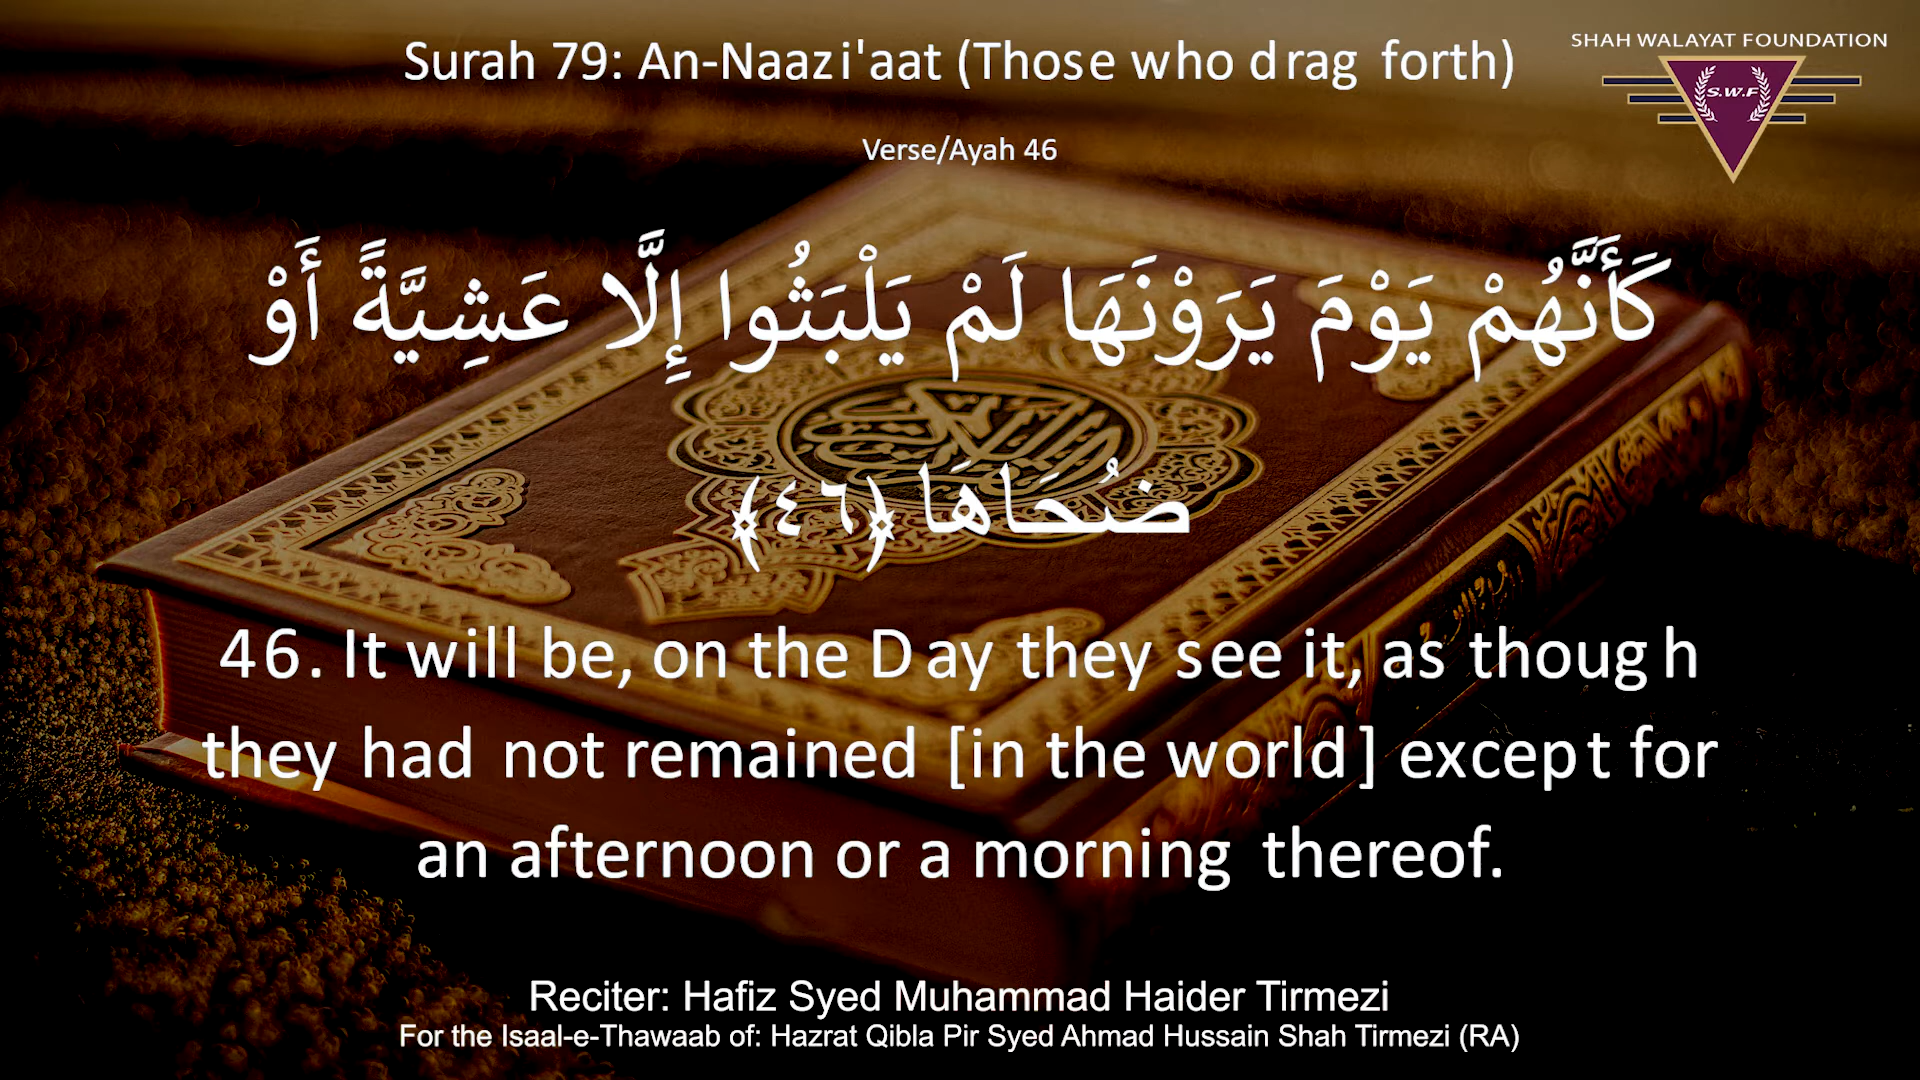 Surah 79: An-Naazi'aat (Those who drag forth)
SHAH WALAYAT FOUNDATION
S.W.F
Verse/Ayah 46
كَأَنَّهُمْ يَوْمَ يَرَوْنَهَا لَمْ يَلْبَثُوا إِلَّا عَشِيَّةً أَوْ
ضُحَاهَا ﴿٤٦﴾
46. It will be, on the Day they see it, as though
they had not remained [in the world] except for
an afternoon or a morning thereof.
Reciter: Hafiz Syed Muhammad Haider Tirmezi
For the Isaal-e-Thawaab of: Hazrat Qibla Pir Syed Ahmad Hussain Shah Tirmezi (RA)